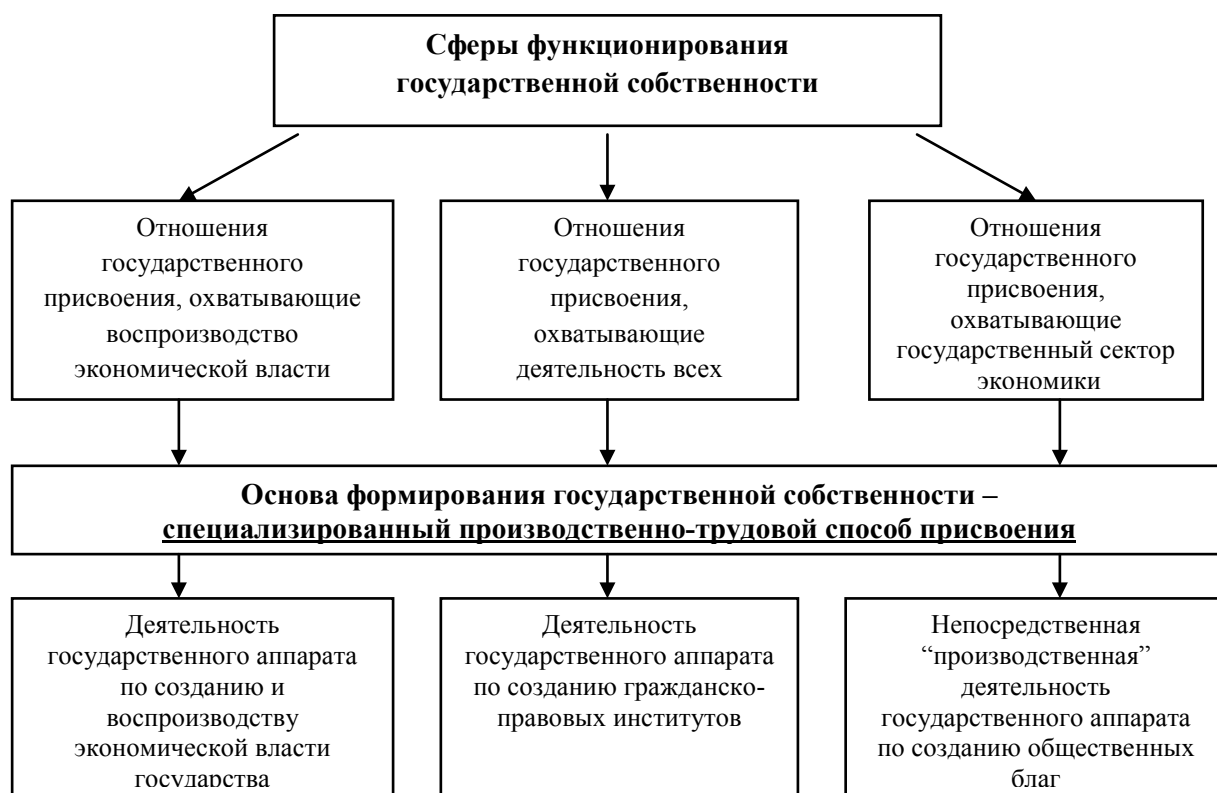 Сферы функционирования
государственной собственности
Отношения
государственного
присвоения, охватывающие
воспроизводство
экономической власти
Отношения
государственного
присвоения,
охватывающие
деятельность всех
Отношения
государственного
присвоения,
охватывающие
государственный сектор
экономики
Основа формирования государственной собственности –
специализированный производственно-трудовой способ присвоения
Деятельность
государственного аппарата
по созданию и
воспроизводству
экономической власти
государства
Деятельность
государственного аппарата
по созданию гражданско-
правовых институтов
Непосредственная
“производственная”
деятельность
государственного аппарата
по созданию общественных
благ